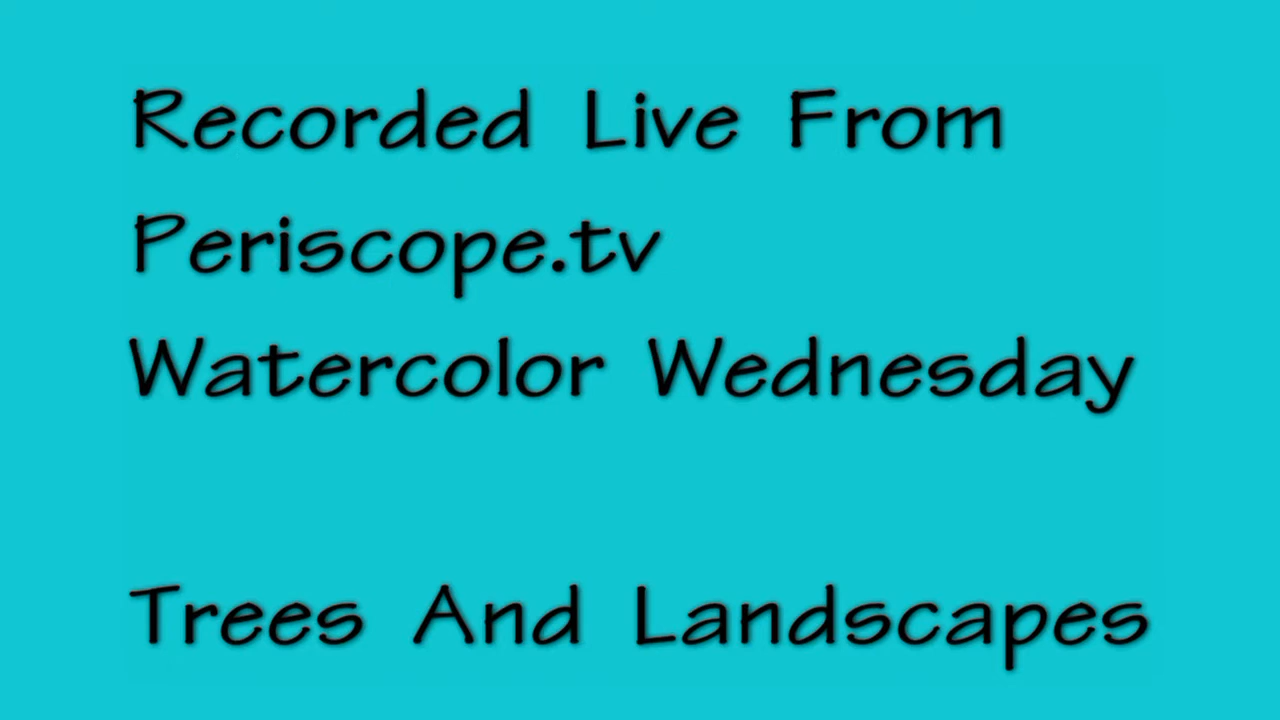 Recorded Live From
Periscope.tv
Watercolor Wednesday
Trees And Landscapes